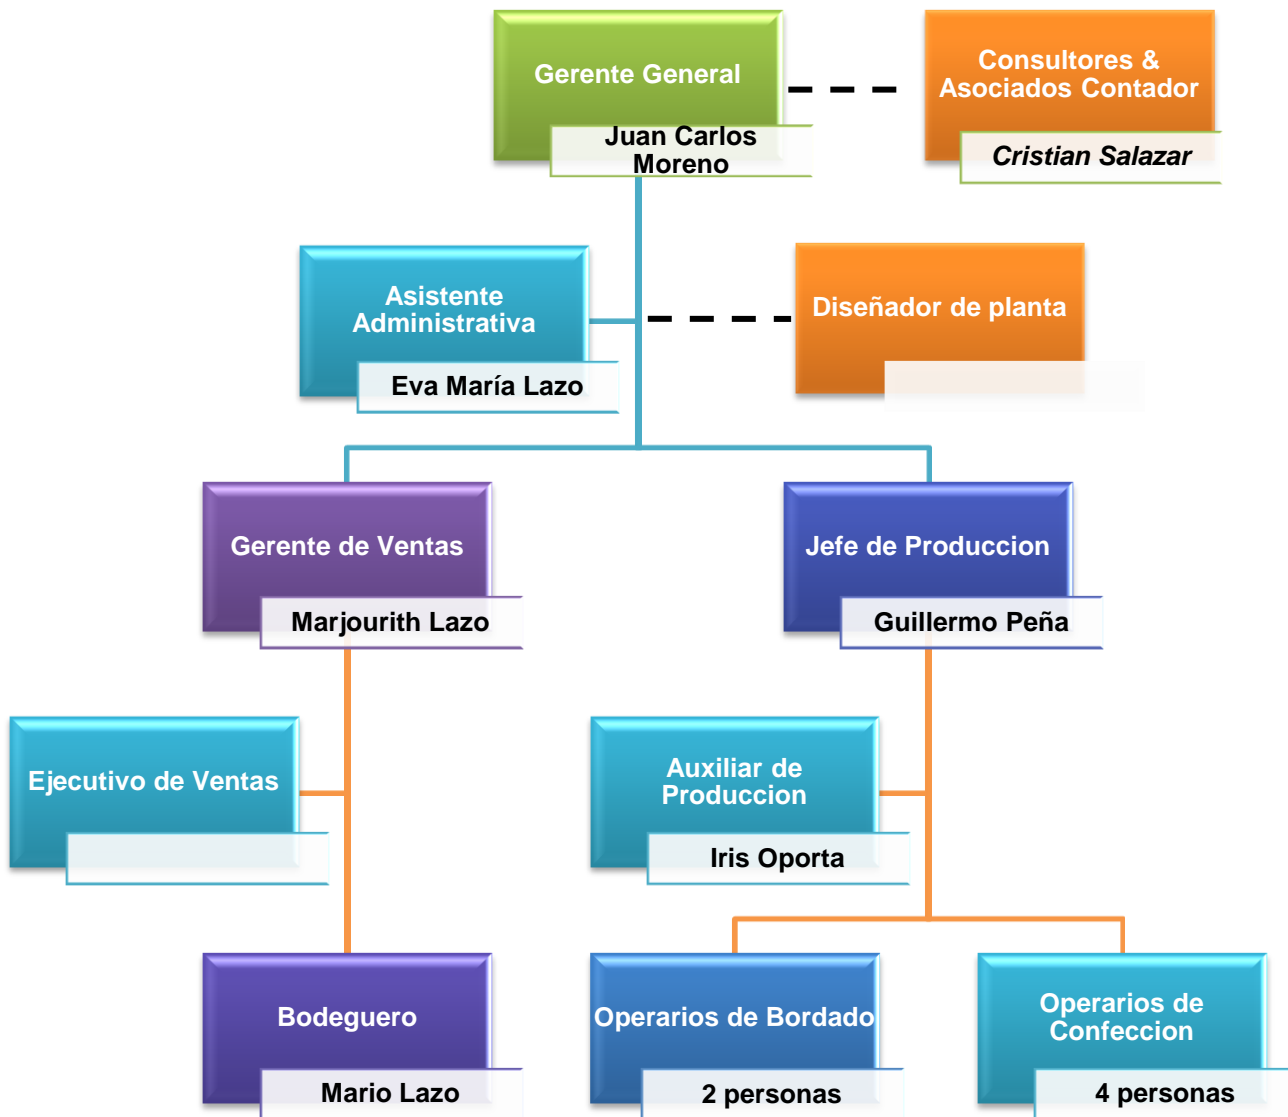 Gerente General
Juan Carlos
Moreno
Consultores &
Asociados Contador
Cristian Salazar
Asistente
Administrativa
Eva María Lazo
Diseñador de planta
Gerente de Ventas
Marjourith Lazo
Jefe de Produccion
Guillermo Peña
Ejecutivo de Ventas
Auxiliar de
Produccion
Iris Oporta
Bodeguero
Mario Lazo
Operarios de Bordado
2 personas
Operarios de
Confeccion
4 personas